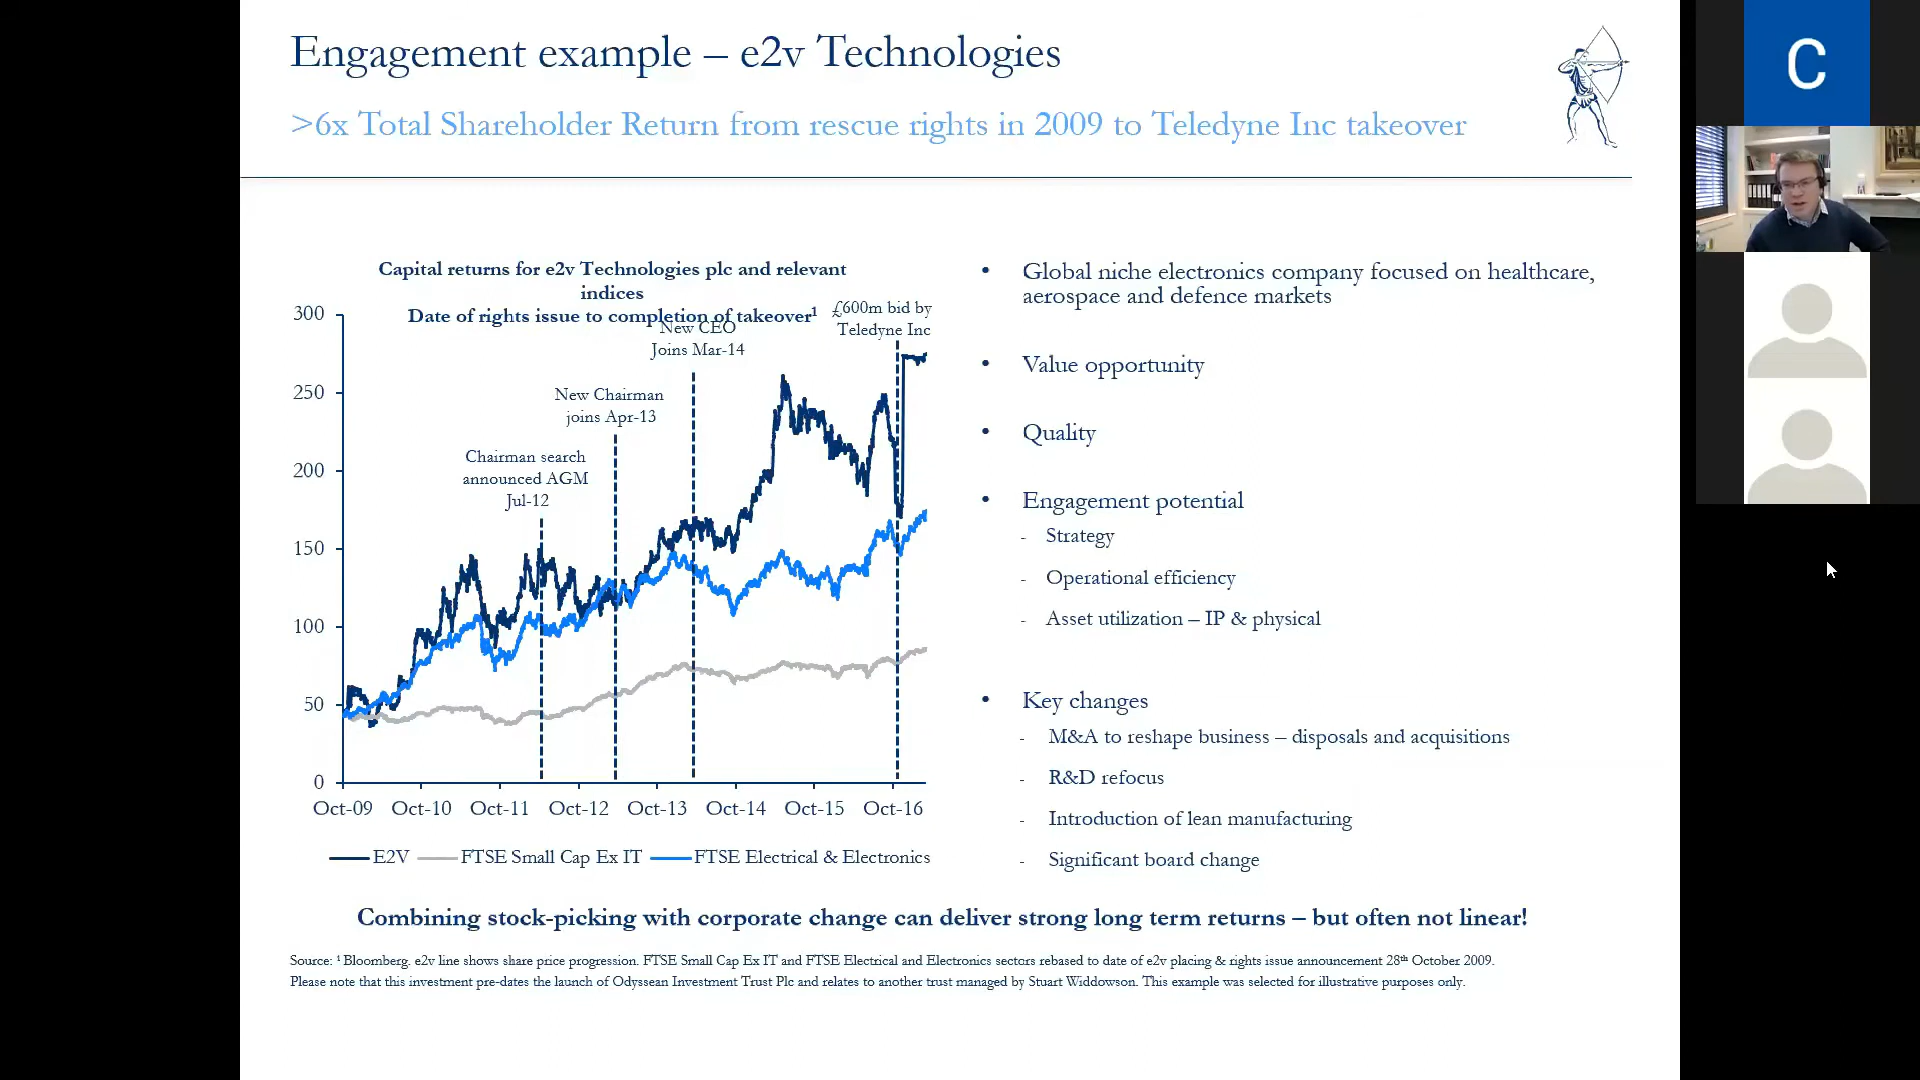 Engagement example – e2v Technologies
>6x Total Shareholder Return from rescue rights in 2009 to Teledyne Inc takeover
C
Capital returns for e2v Technologies plc and relevant
indices
Date of rights issue to completion of takeover¹
£600m bid by
Teledyne Inc
New CEO
Joins Mar-14
New Chairman
joins Apr-13
Chairman search
announced AGM
Jul-12
300
250
200
150
100
50
0
Oct-09 Oct-10 Oct-11 Oct-12 Oct-13 Oct-14 Oct-15 Oct-16
E2V FTSE Small Cap Ex IT FTSE Electrical & Electronics
• Global niche electronics company focused on healthcare,
aerospace and defence markets
• Value opportunity
• Quality
• Engagement potential
- Strategy
- Operational efficiency
- Asset utilization – IP & physical
• Key changes
- M&A to reshape business – disposals and acquisitions
- R&D refocus
- Introduction of lean manufacturing
- Significant board change
Combining stock-picking with corporate change can deliver strong long term returns – but often not linear!
Source: ¹ Bloomberg. e2v line shows share price progression. FTSE Small Cap Ex IT and FTSE Electrical and Electronics sectors rebased to date of e2v placing & rights issue announcement 28th October 2009.
Please note that this investment pre-dates the launch of Odyssean Investment Trust Plc and relates to another trust managed by Stuart Widdowson. This example was selected for illustrative purposes only.